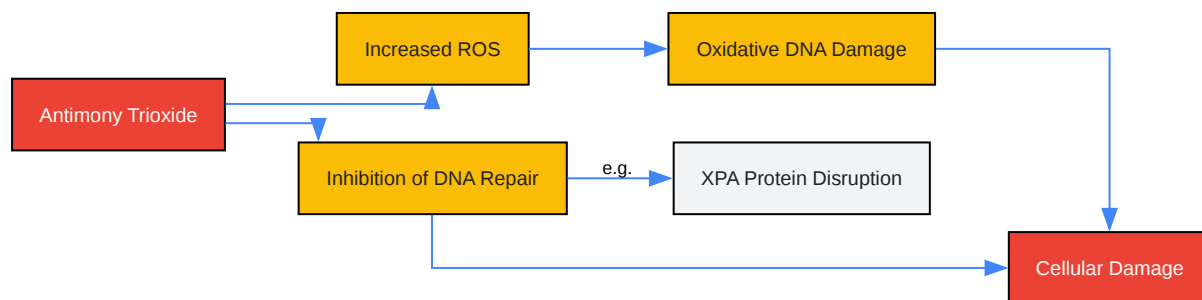 Increased ROS
Oxidative DNA Damage
Antimony Trioxide
Inhibition of DNA Repair
e.g.
XPA Protein Disruption
Cellular Damage